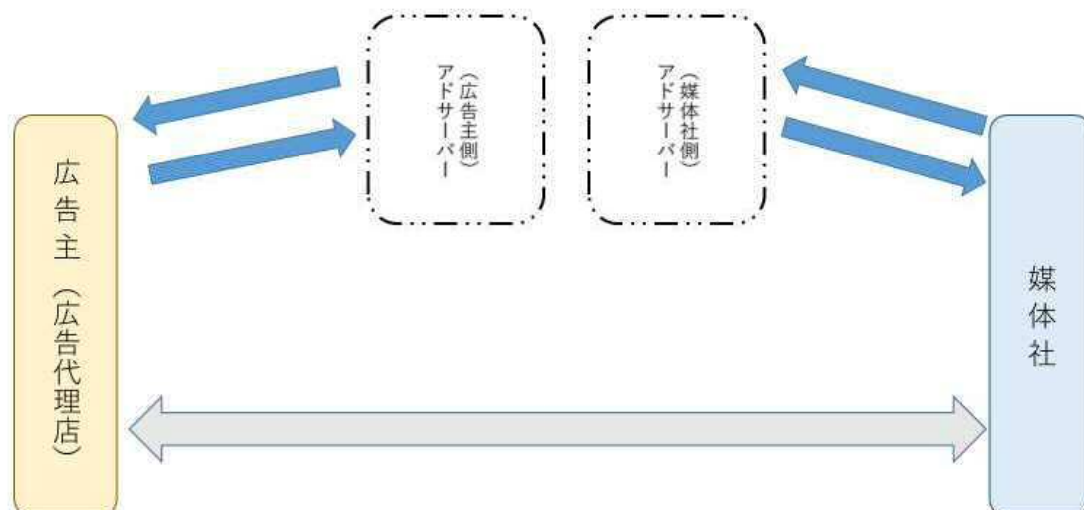 広告主（広告代理店）
アドサーバー
（広告主側）
アドサーバー
（媒体社側）
媒体社